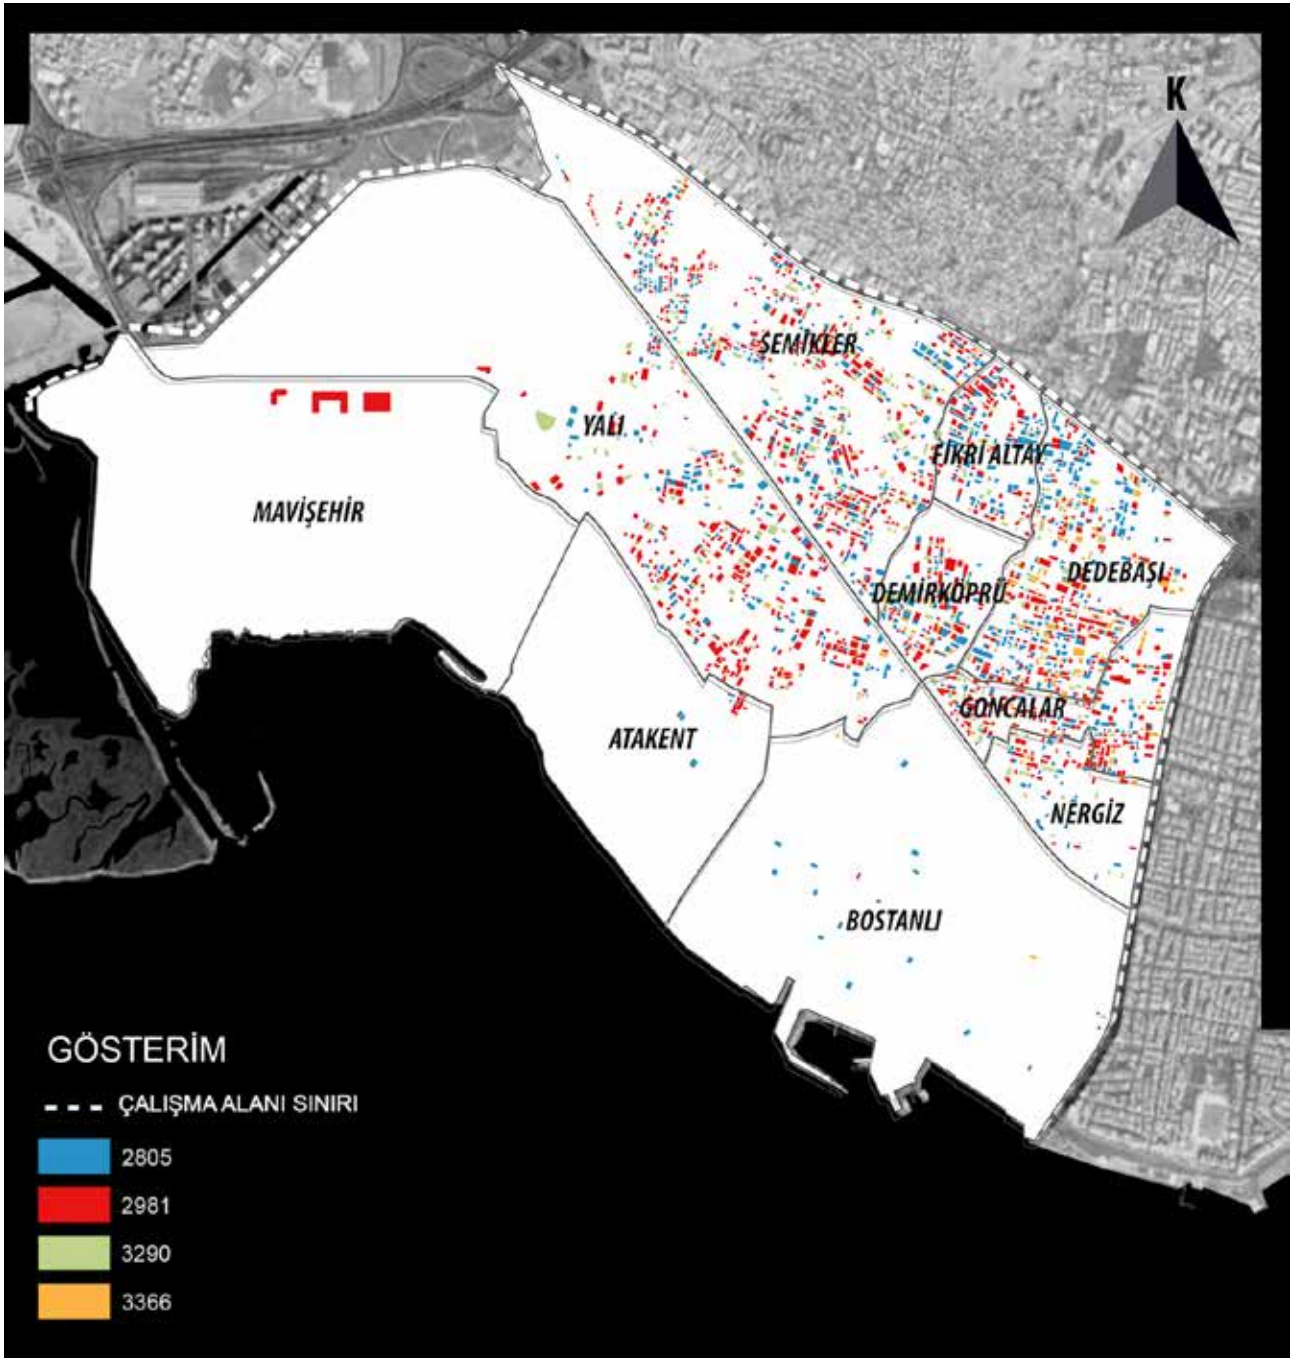 K
ŞEMİKLER
YALI
FİKRİ ALTAY
MAVİŞEHİR
DEDEBAŞI
DEMİRKÖPRÜ
GONCALAR
ATAKENT
NERGİZ
BOSTANLI
GÖSTERİM
ÇALIŞMA ALANI SINIRI
2805
2981
3290
3366